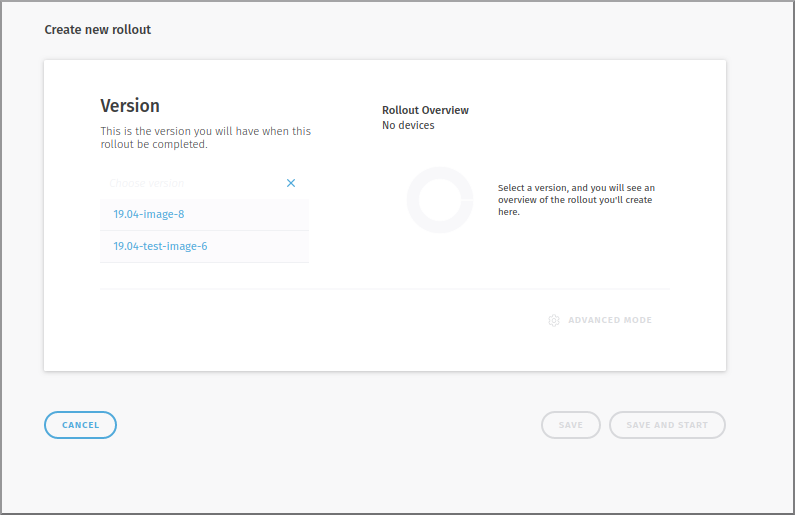 Create new rollout
Version
This is the version you will have when this
rollout be completed.
Choose version
19.04-image-8
19.04-test-image-6
Rollout Overview
No devices
Select a version, and you will see an
overview of the rollout you'll create
here.
ADVANCED MODE
CANCEL
SAVE
SAVE AND START